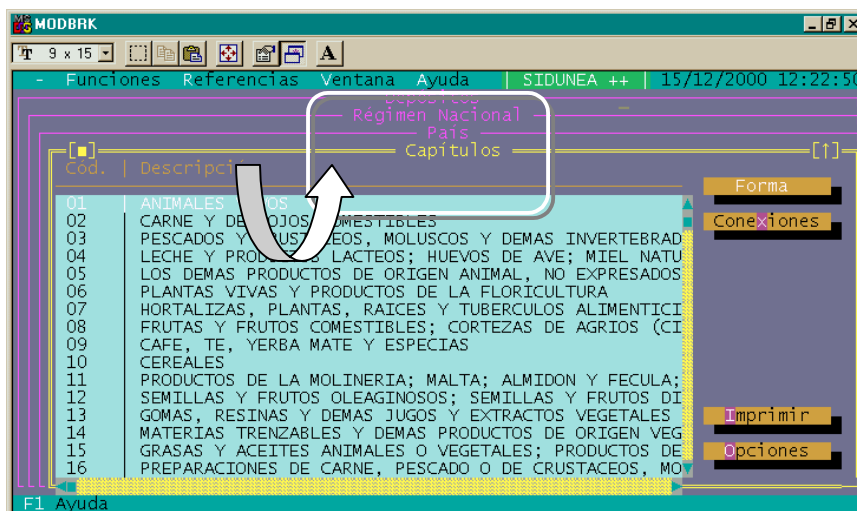 MODBRK
9 x 15
A
- Funciones Referencias Ventana Ayuda | SIDUNEA ++ | 15/12/2000 12:22:50
Depósitos
Régimen Nacional
País
Capítulos
Cód. | Descripció
Forma
01 ANIMALES
02 CARNE Y COMESTIBLES
Conexiones
03 PESCADOS Y MOLUSCOS Y DEMAS INVERTEBRAD
04 LECHE Y LACTEOS; HUEVOS DE AVE; MIEL NATU
05 LOS DEMAS PRODUCTOS DE ORIGEN ANIMAL, NO EXPRESADOS
06 PLANTAS VIVAS Y PRODUCTOS DE LA FLORICULTURA
07 HORTALIZAS, PLANTAS, RAICES Y TUBERCULOS ALIMENTICI
08 FRUTAS Y FRUTOS COMESTIBLES; CORTEZAS DE AGRIOS (CI
09 CAFE, TE, YERBA MATE Y ESPECIAS
10 CEREALES
11 PRODUCTOS DE LA MOLINERIA; MALTA; ALMIDON Y FECULA;
12 SEMILLAS Y FRUTOS OLEAGINOSOS; SEMILLAS Y FRUTOS DI
13 GOMAS, RESINAS Y DEMAS JUGOS Y EXTRACTOS VEGETALES
Imprimir
14 MATERIAS TRENZABLES Y DEMAS PRODUCTOS DE ORIGEN VEG
15 GRASAS Y ACEITES ANIMALES O VEGETALES; PRODUCTOS DE
Opciones
16 PREPARACIONES DE CARNE, PESCADO O DE CRUSTACEOS, MO
F1 Ayuda